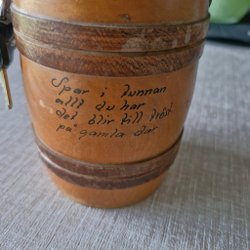 Spar i tunnan
allt du har
det blir till tröst
på gamla dar